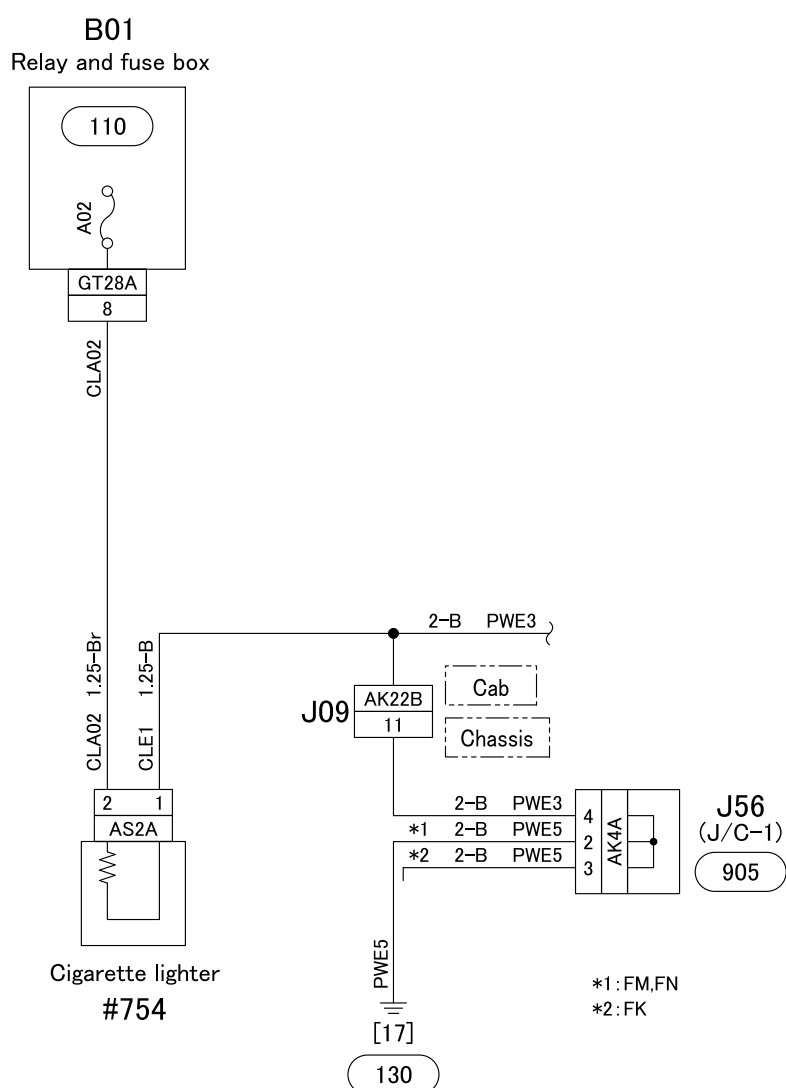 B01
Relay and fuse box
110
A02
GT28A
8
CLA02
CLA02 1.25-Br
CLE1 1.25-B
2-B PWE3
J09
AK22B
11
Cab
Chassis
2 1
AS2A
Cigarette lighter
#754
2-B PWE3
*1 2-B PWE5
*2 2-B PWE5
4
2
3
AK4A
J56
(J/C-1)
905
PWE5
[17]
130
*1:FM,FN
*2:FK